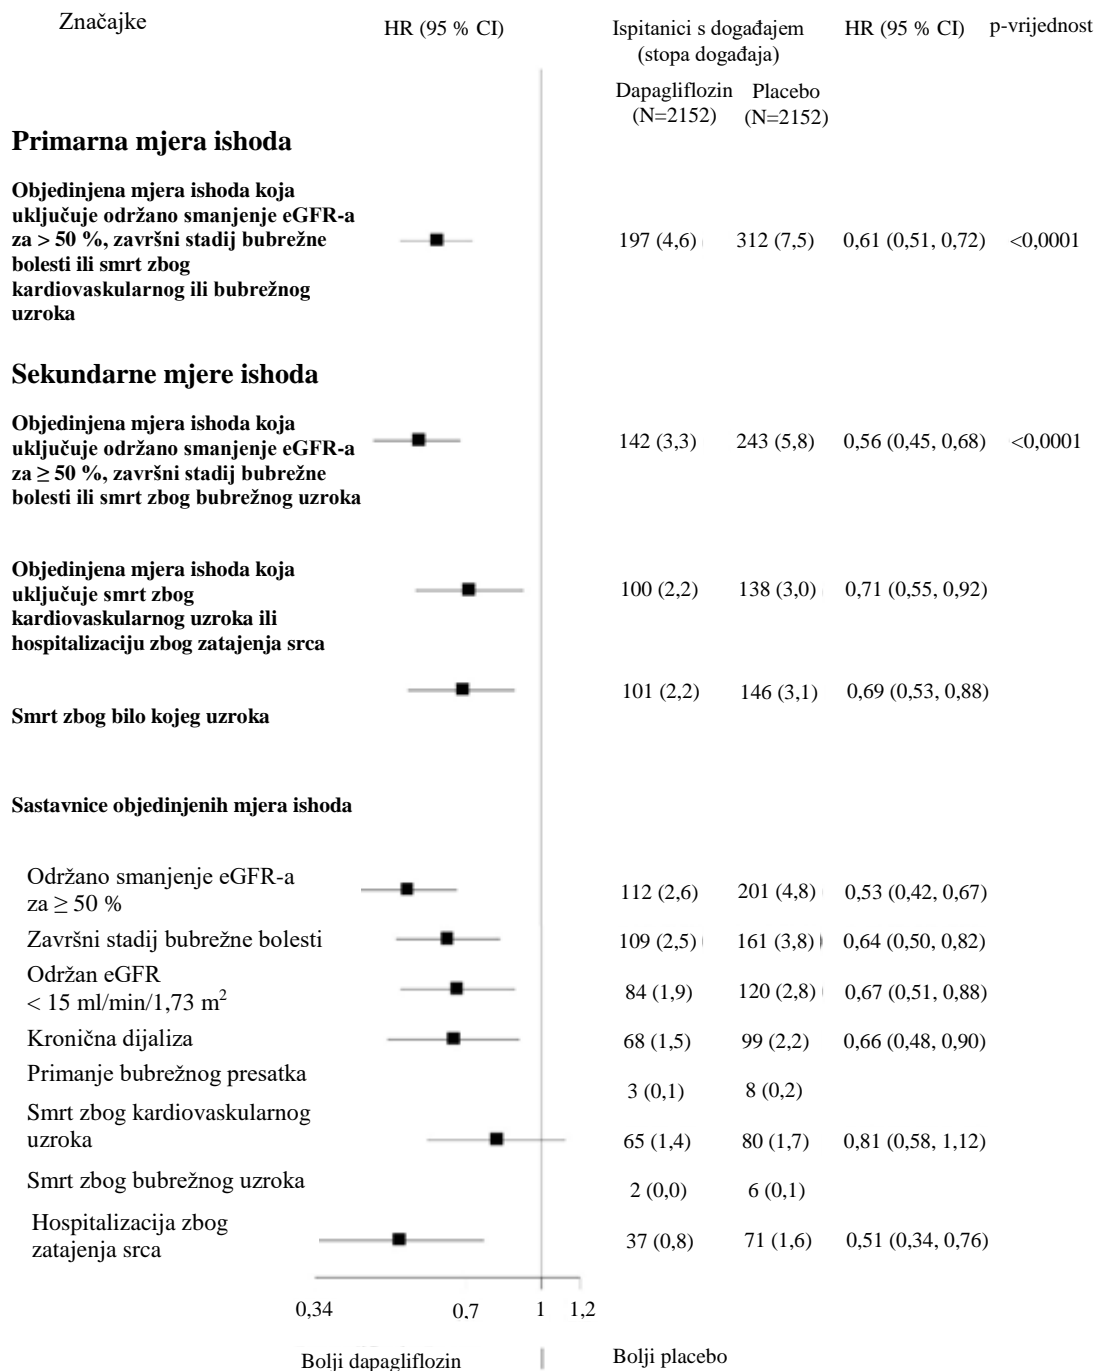 Značajke
HR (95 % CI)
Ispitanici s događajem
(stopa događaja)
HR (95 % CI)
p-vrijednost
Dapagliflozin
(N=2152)
Placebo
(N=2152)
Primarna mjera ishoda
Objedinjena mjera ishoda koja
uključuje održano smanjenje eGFR-a
za > 50 %, završni stadij bubrežne
bolesti ili smrt zbog
kardiovaskularnog ili bubrežnog
uzroka
197 (4,6) 312 (7,5) 0,61 (0,51, 0,72) <0,0001
Sekundarne mjere ishoda
Objedinjena mjera ishoda koja
uključuje održano smanjenje eGFR-a
za ≥ 50 %, završni stadij bubrežne
bolesti ili smrt zbog bubrežnog uzroka
142 (3,3) 243 (5,8) 0,56 (0,45, 0,68) <0,0001
Objedinjena mjera ishoda koja
uključuje smrt zbog
kardiovaskularnog uzroka ili
hospitalizaciju zbog zatajenja srca
100 (2,2) 138 (3,0) 0,71 (0,55, 0,92)
Smrt zbog bilo kojeg uzroka
101 (2,2) 146 (3,1) 0,69 (0,53, 0,88)
Sastavnice objedinjenih mjera ishoda
Održano smanjenje eGFR-a
za ≥ 50 %
112 (2,6) 201 (4,8) 0,53 (0,42, 0,67)
Završni stadij bubrežne bolesti
109 (2,5) 161 (3,8) 0,64 (0,50, 0,82)
Održan eGFR
< 15 ml/min/1,73 m²
84 (1,9) 120 (2,8) 0,67 (0,51, 0,88)
Kronična dijaliza
68 (1,5) 99 (2,2) 0,66 (0,48, 0,90)
Primanje bubrežnog presatka
3 (0,1) 8 (0,2)
Smrt zbog kardiovaskularnog
uzroka
65 (1,4) 80 (1,7) 0,81 (0,58, 1,12)
Smrt zbog bubrežnog uzroka
2 (0,0) 6 (0,1)
Hospitalizacija zbog
zatajenja srca
37 (0,8) 71 (1,6) 0,51 (0,34, 0,76)
0,34 0,7 1 1,2
Bolji dapagliflozin
Bolji placebo